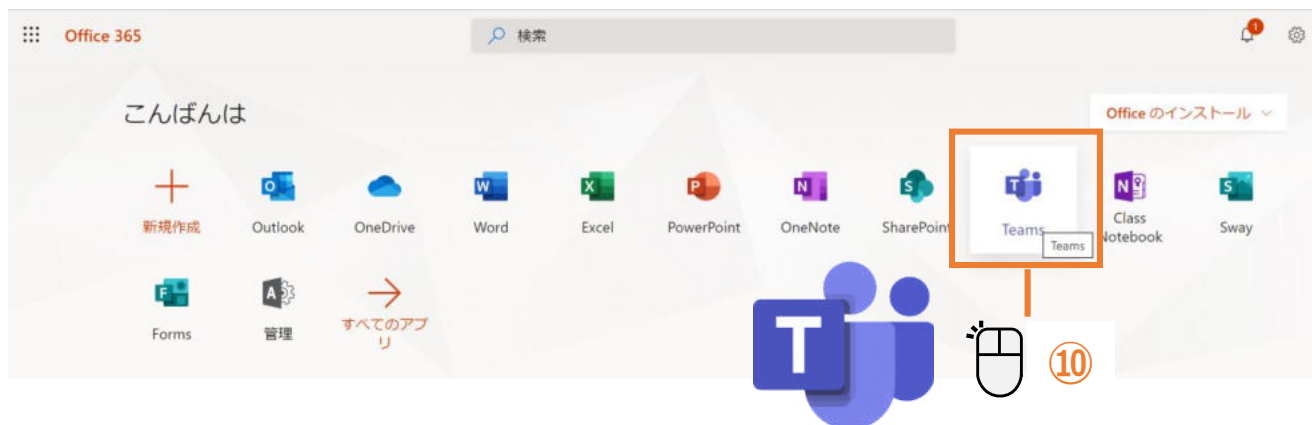 Office 365
検索
1
こんばんは
Office のインストール
新規作成
Outlook
OneDrive
Word
Excel
PowerPoint
OneNote
SharePoint
Teams
Teams
Class
Notebook
Sway
Forms
管理
すべてのアプ
リ
T
⑩